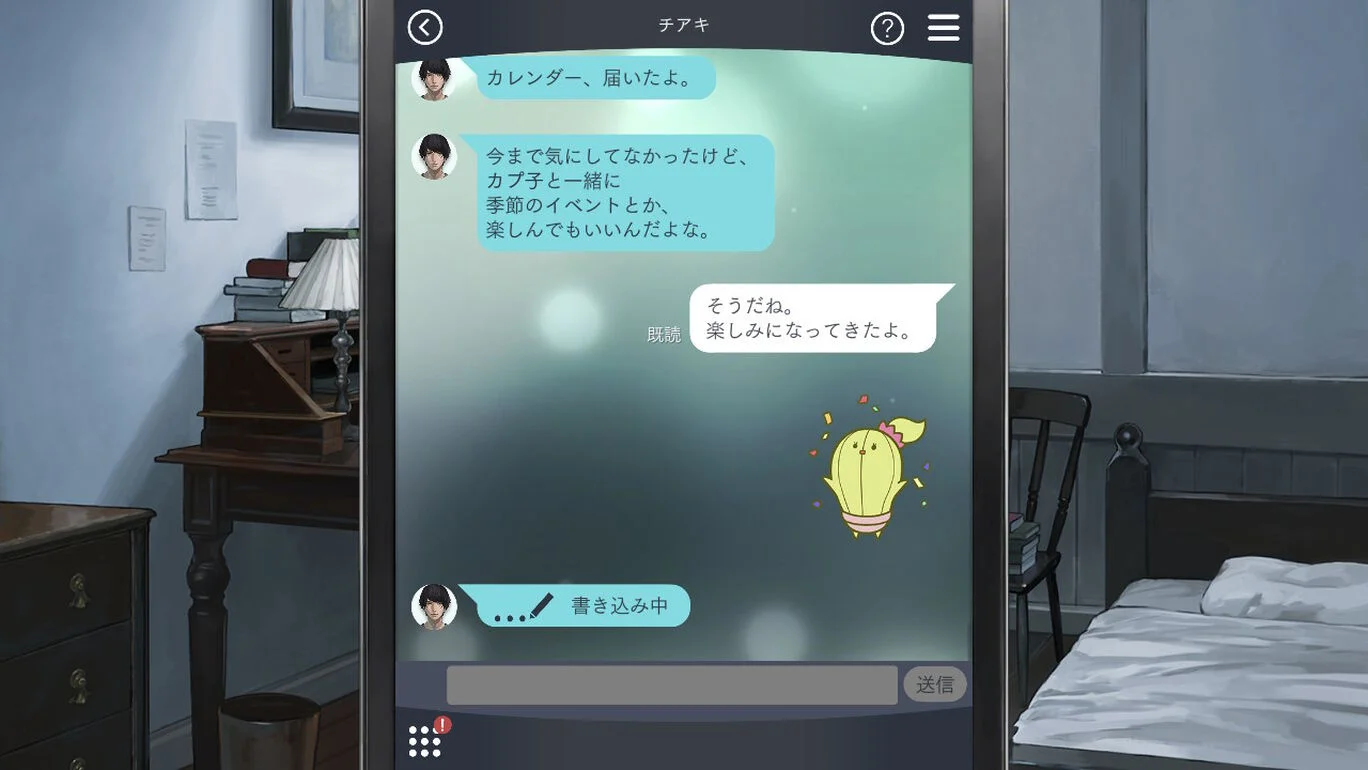 チアキ
?
カレンダー、届いたよ。
今まで気にしてなかったけど、
カプ子と一緒に
季節のイベントとか、
楽しんでもいいんだよな。
そうだね。
楽しみになってきたよ。
既読
...
書き込み中
送信
!